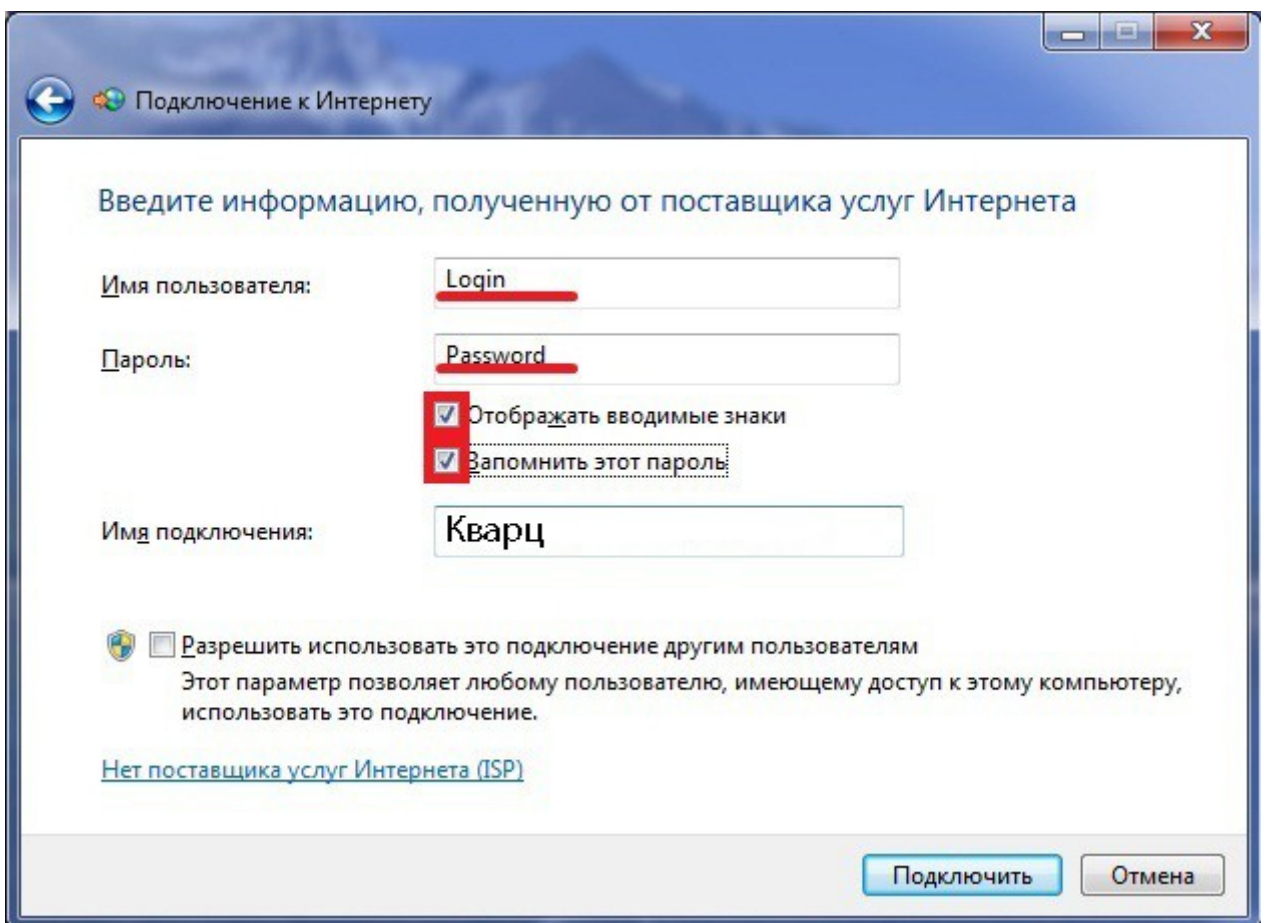 Подключение к Интернету
Введите информацию, полученную от поставщика услуг Интернета
Имя пользователя: Login
Пароль: Password
Отображать вводимые знаки
Запомнить этот пароль
Имя подключения: Кварц
Разрешить использовать это подключение другим пользователям
Этот параметр позволяет любому пользователю, имеющему доступ к этому компьютеру,
использовать это подключение.
Нет поставщика услуг Интернета (ISP)
Подключить Отмена